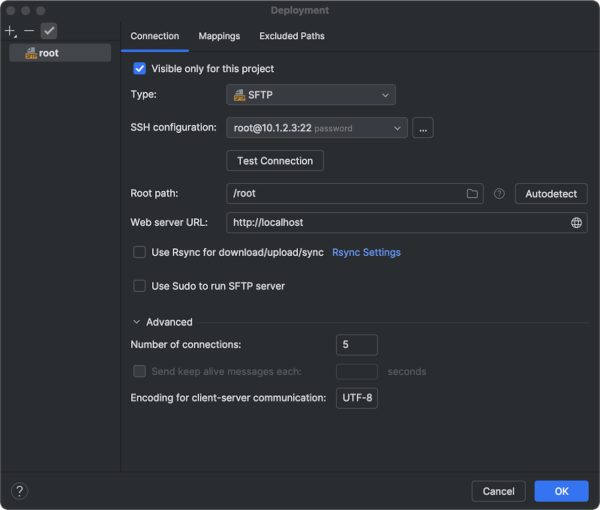 Deployment
root
Connection Mappings Excluded Paths
Visible only for this project
Type: SFTP
SSH configuration: root@10.1.2.3:22 password ...
Test Connection
Root path: /root Autodetect
Web server URL: http://localhost
Use Rsync for download/upload/sync Rsync Settings
Use Sudo to run SFTP server
Advanced
Number of connections: 5
Send keep alive messages each: seconds
Encoding for client-server communication: UTF-8
? Cancel OK